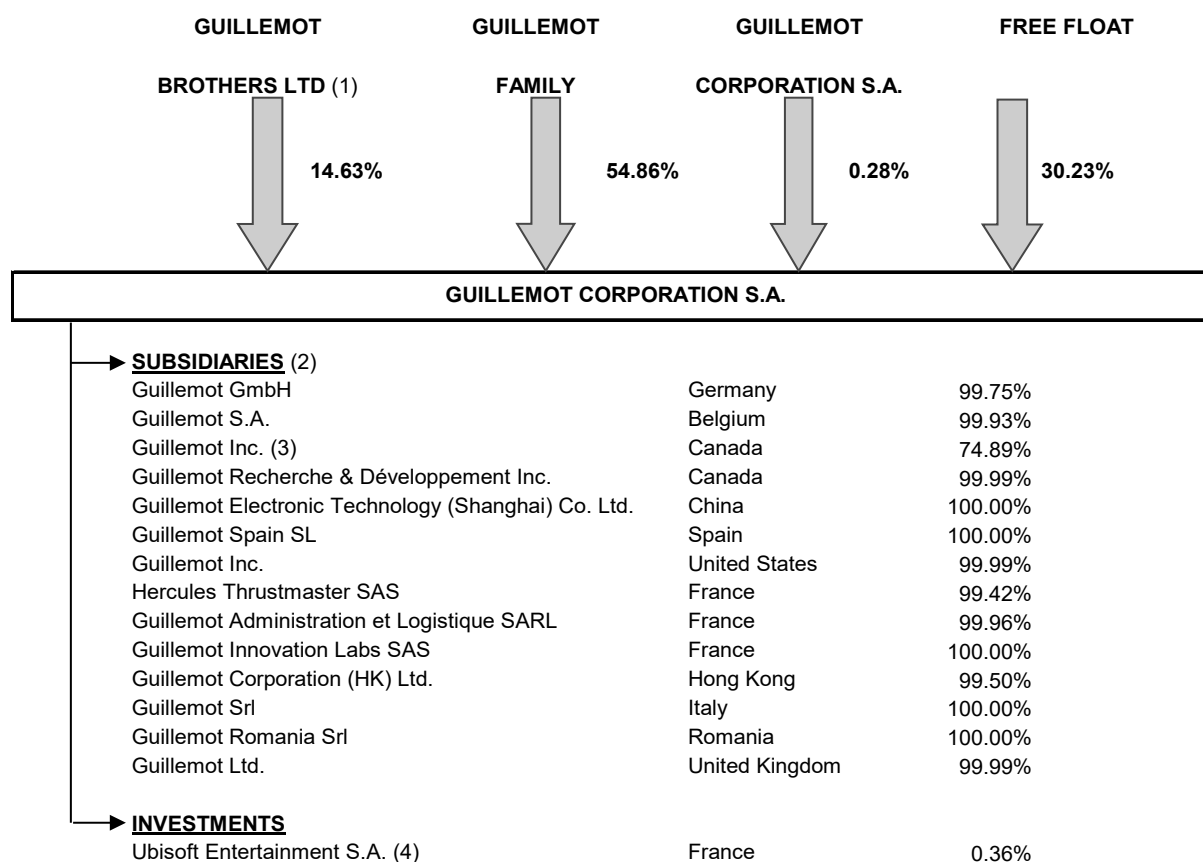 GUILLEMOT GUILLEMOT GUILLEMOT FREE FLOAT
BROTHERS LTD (1) FAMILY CORPORATION S.A.
14.63% 54.86% 0.28% 30.23%
GUILLEMOT CORPORATION S.A.
SUBSIDIARIES (2)
Guillemot GmbH Germany 99.75%
Guillemot S.A. Belgium 99.93%
Guillemot Inc. (3) Canada 74.89%
Guillemot Recherche & Développement Inc. Canada 99.99%
Guillemot Electronic Technology (Shanghai) Co. Ltd. China 100.00%
Guillemot Spain SL Spain 100.00%
Guillemot Inc. United States 99.99%
Hercules Thrustmaster SAS France 99.42%
Guillemot Administration et Logistique SARL France 99.96%
Guillemot Innovation Labs SAS France 100.00%
Guillemot Corporation (HK) Ltd. Hong Kong 99.50%
Guillemot Srl Italy 100.00%
Guillemot Romania Srl Romania 100.00%
Guillemot Ltd. United Kingdom 99.99%
INVESTMENTS
Ubisoft Entertainment S.A. (4) France 0.36%